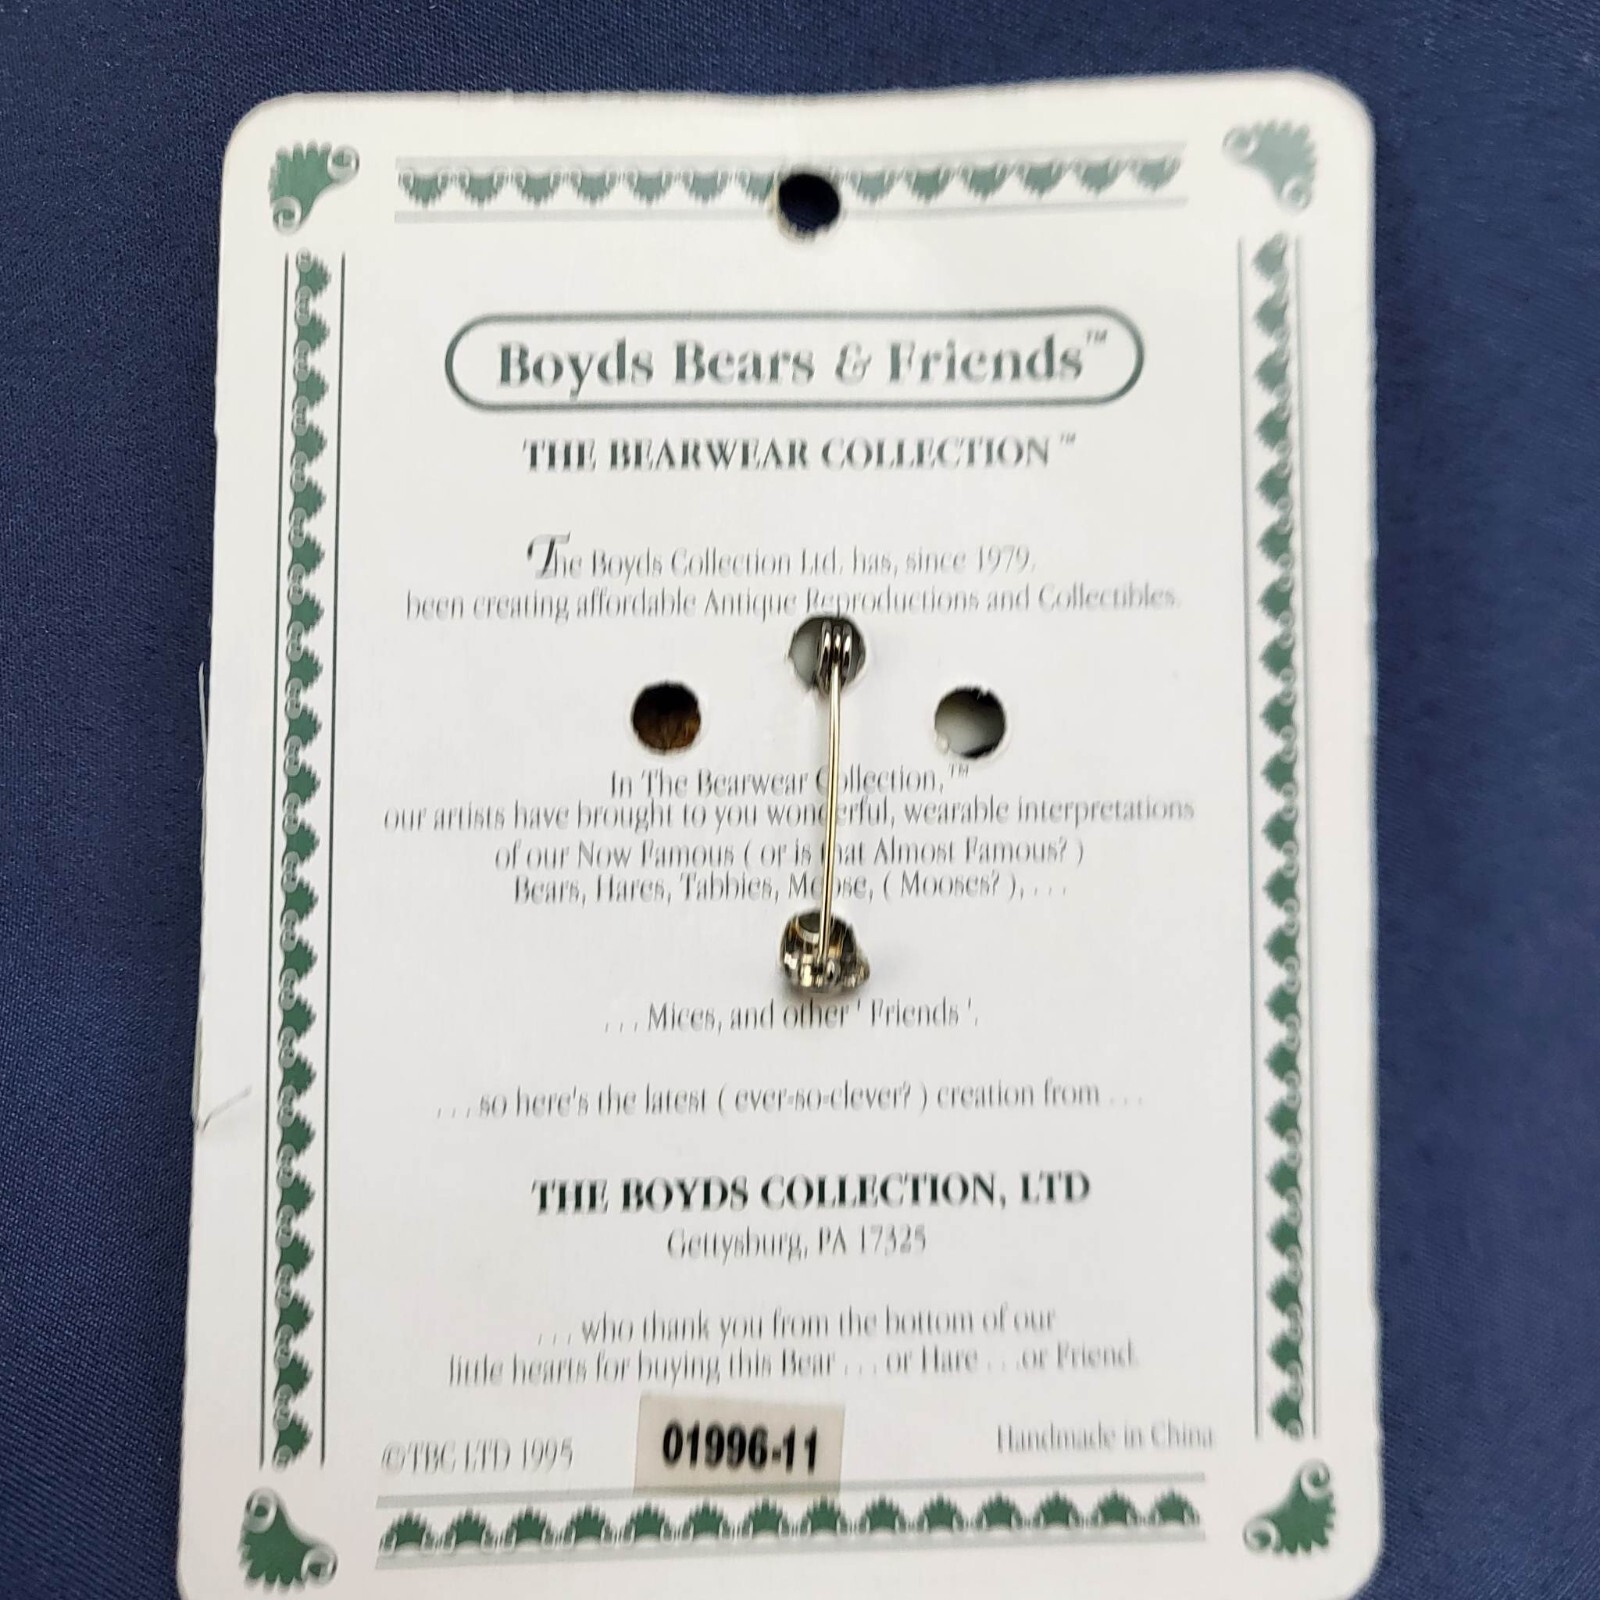 Boyds Bears & Friends™
THE BEARWEAR COLLECTION™
The Boyds Collection Ltd. has, since 1979,
been creating affordable Antique Reproductions and Collectibles.
In The Bearwear Collection,™
our artists have brought to you wonderful, wearable interpretations
of our Now Famous ( or is that Almost Famous? )
Bears, Hares, Tabbies, Moose, ( Mooses? ), . . .
. . . Mices, and other ' Friends '.
. . . so here's the latest ( ever-so-clever? ) creation from . . .
THE BOYDS COLLECTION, LTD
Gettysburg, PA 17325
. . . who thank you from the bottom of our
little hearts for buying this Bear . . . or Hare . . .or Friend.
©TBC LTD 1995
01996-11
Handmade in China